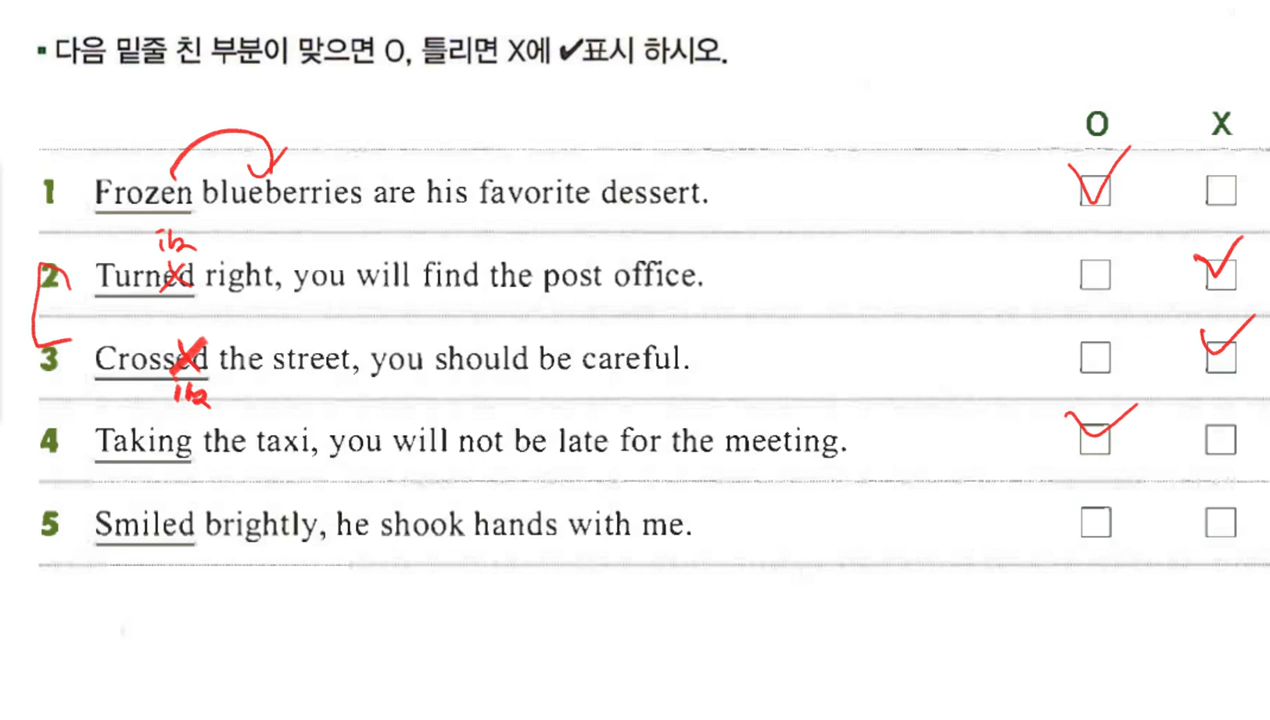 ▪ 다음 밑줄 친 부분이 맞으면 O, 틀리면 X에 ✔표시 하시오.
O X
1 Frozen blueberries are his favorite dessert. ☑ ☐
ing
2 Turned right, you will find the post office. ☐ ☑
3 Crossed the street, you should be careful. ☐ ☑
ing
4 Taking the taxi, you will not be late for the meeting. ☑ ☐
5 Smiled brightly, he shook hands with me. ☐ ☐